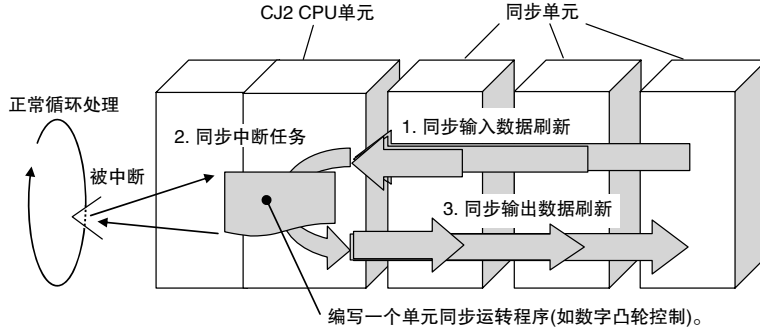 CJ2 CPU单元
同步单元
正常循环处理
1. 同步输入数据刷新
2. 同步中断任务
被中断
3. 同步输出数据刷新
编写一个单元同步运转程序(如数字凸轮控制)。